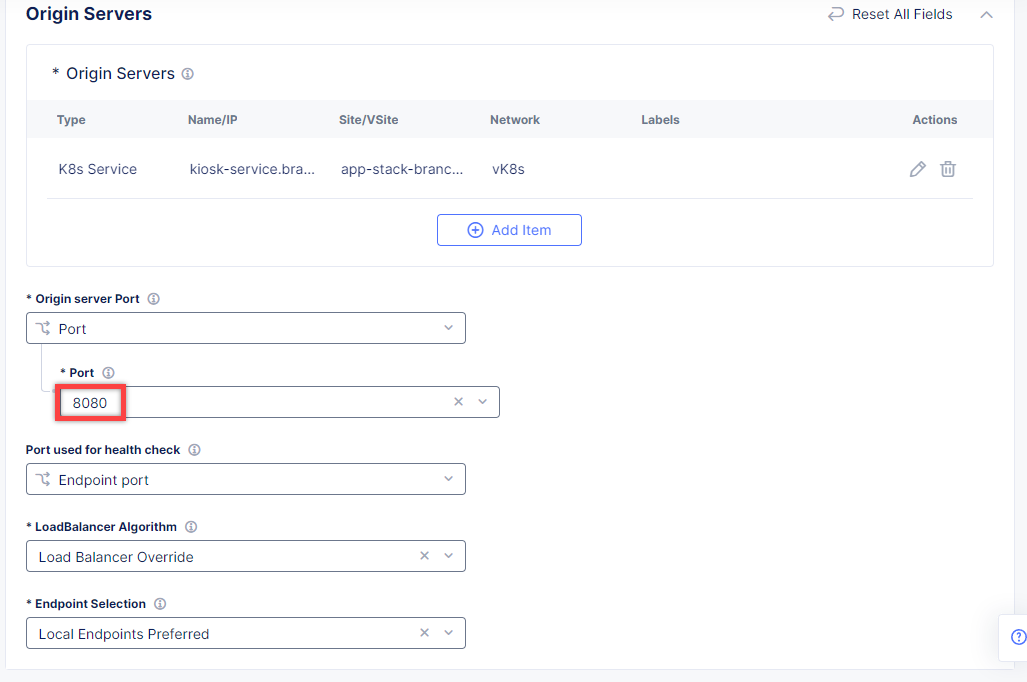 Origin Servers Reset All Fields
* Origin Servers
Type Name/IP Site/VSite Network Labels Actions
K8s Service kiosk-service.bra... app-stack-branc... vK8s
Add Item
* Origin server Port
Port
* Port
8080
Port used for health check
Endpoint port
* LoadBalancer Algorithm
Load Balancer Override
* Endpoint Selection
Local Endpoints Preferred